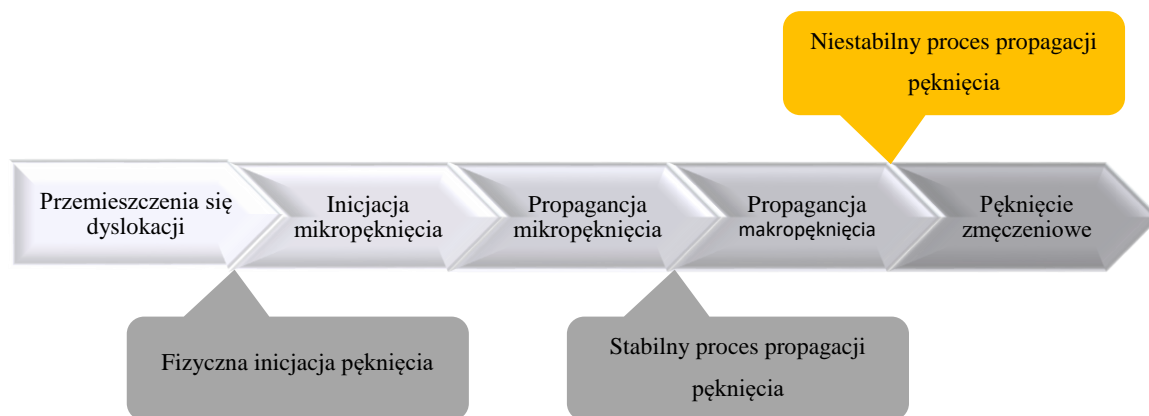 Niestabilny proces propagacji
pęknięcia
Przemieszczenia się
dyslokacji
Inicjacja
mikropęknięcia
Propagancja
mikropęknięcia
Propagancja
makropęknięcia
Pęknięcie
zmęczeniowe
Fizyczna inicjacja pęknięcia
Stabilny proces propagacji
pęknięcia